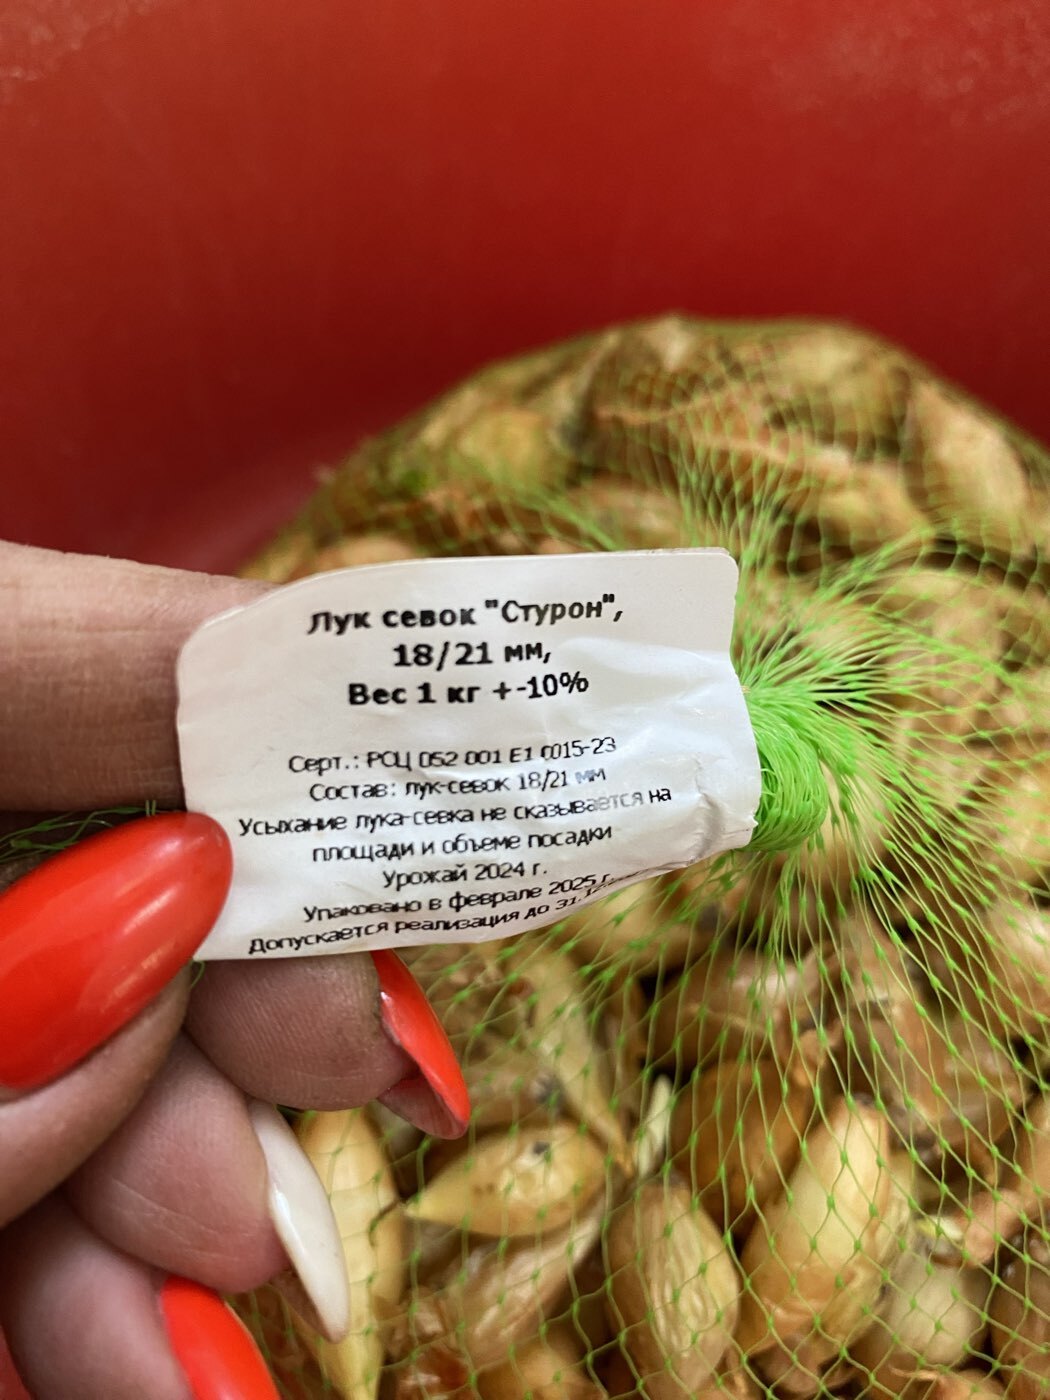 Лук севок "Стурон",
18/21 мм,
Вес 1 кг +-10%
Серт.: РСЦ 052 001 Е1 0015-23
Состав: лук-севок 18/21 мм
Усыхание лука-севка не сказывается на
площади и объеме посадки
Урожай 2024 г.
Упаковано в феврале 2025 г.
Допускается реализация до 31.